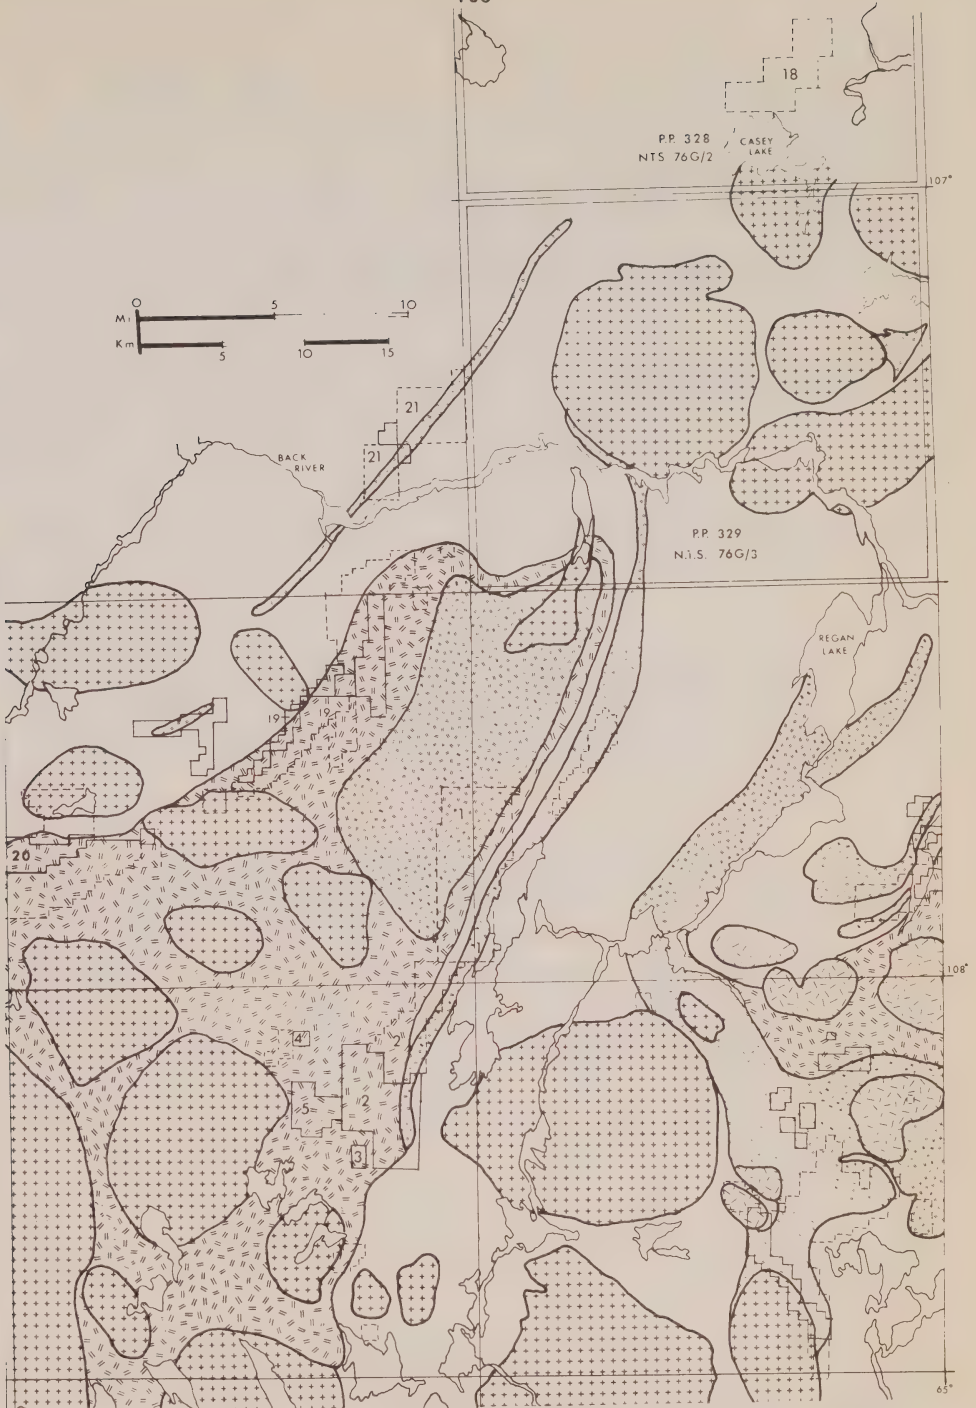 18
P.P. 328
NTS 76G/2
CASEY
LAKE
107°
0 5 10
Mi
Km
5 10 15
21
21
BACK
RIVER
P.P. 329
N.T.S. 76G/3
REGAN
LAKE
19
19
20
108°
4
2
5
2
3
65°